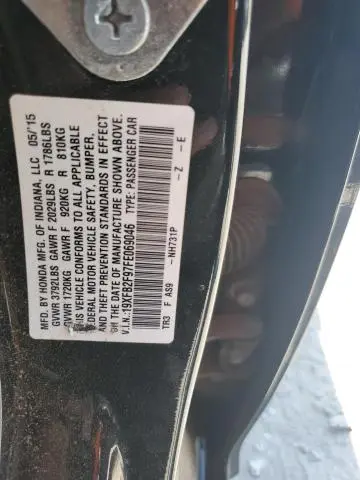 MFD. BY HONDA MFG. OF INDIANA, LLC 05/'15
GVWR 3792LBS GAWR F 2029LBS R 1786LBS
GVWR 1720KG GAWR F 920KG R 810KG
IS VEHICLE CONFORMS TO ALL APPLICABLE
FEDERAL MOTOR VEHICLE SAFETY, BUMPER,
AND THEFT PREVENTION STANDARDS IN EFFECT
ON THE DATE OF MANUFACTURE SHOWN ABOVE.
V.I.N.:19XFB2F97FE069046 TYPE: PASSENGER CAR
-NH731P -Z -E
TR3 F AS9